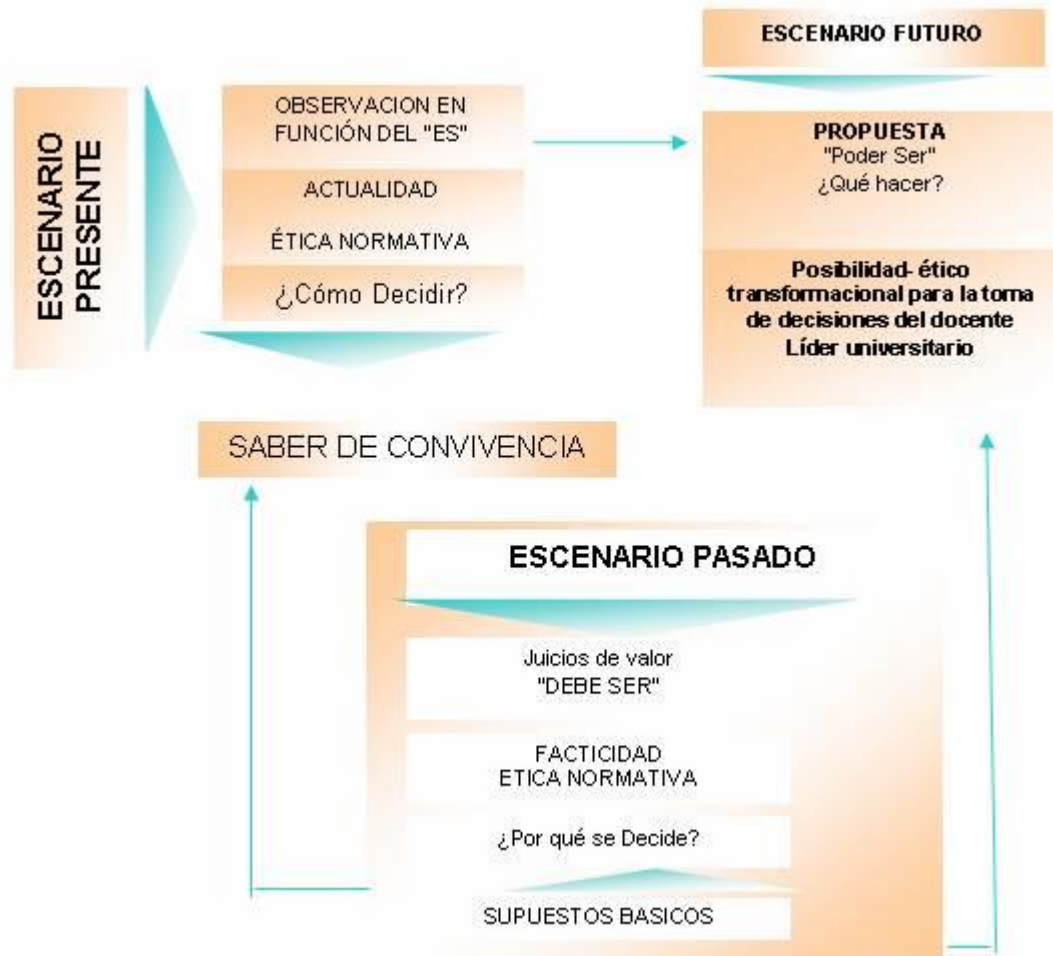 ESCENARIO
PRESENTE
OBSERVACION EN
FUNCIÓN DEL "ES"
ACTUALIDAD
ÉTICA NORMATIVA
¿Cómo Decidir?
ESCENARIO FUTURO
PROPUESTA
"Poder Ser"
¿Qué hacer?
Posibilidad- ético
transformacional para la toma
de decisiones del docente
Líder universitario
SABER DE CONVIVENCIA
ESCENARIO PASADO
Juicios de valor
"DEBE SER"
FACTICIDAD
ETICA NORMATIVA
¿Por qué se Decide?
SUPUESTOS BASICOS